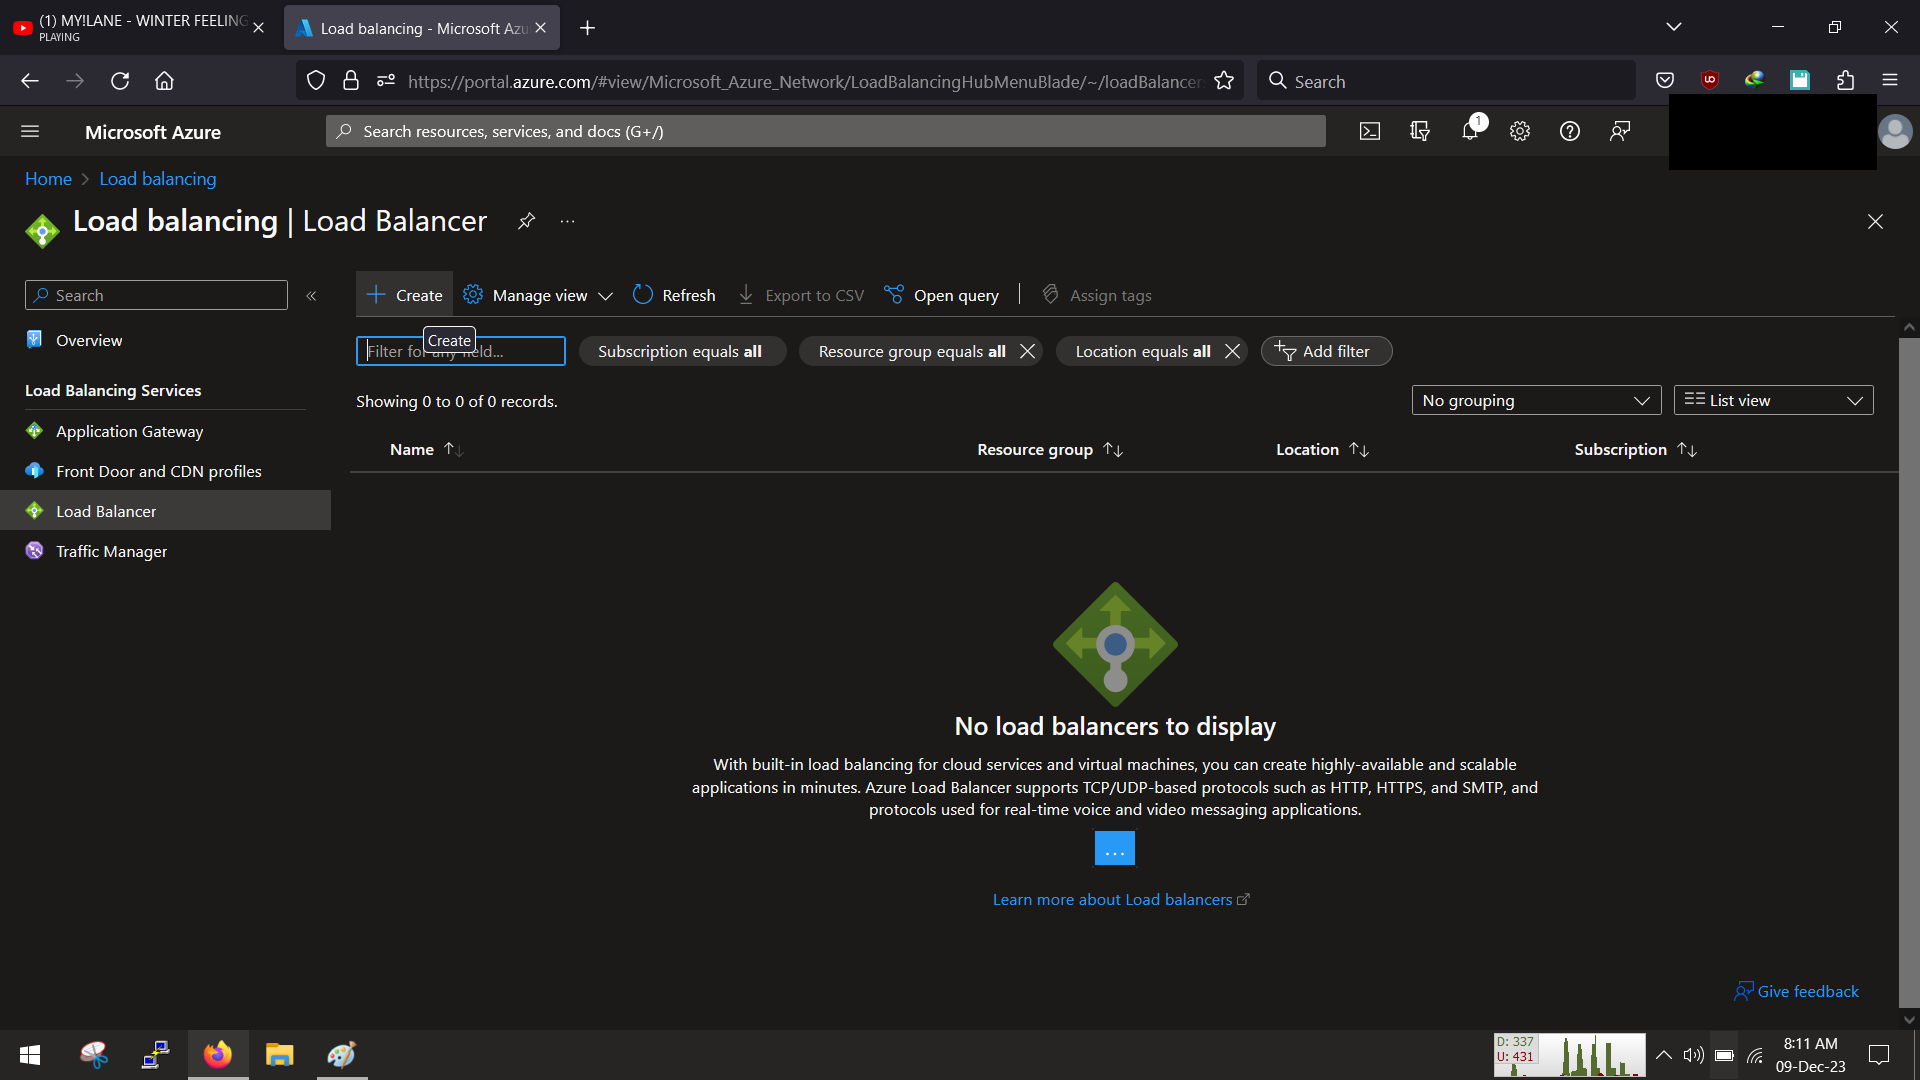 (1) MY!LANE - WINTER FEELING
PLAYING
Load balancing - Microsoft Azu
https://portal.azure.com/#view/Microsoft_Azure_Network/LoadBalancingHubMenuBlade/~/loadBalancers
Search
Microsoft Azure
Search resources, services, and docs (G+/)
1
Home > Load balancing
Load balancing | Load Balancer
...
Search
«
Create
Manage view
Refresh
Export to CSV
Open query
Assign tags
Overview
Filter for any field...
Create
Subscription equals all
Resource group equals all
Location equals all
Add filter
Load Balancing Services
Showing 0 to 0 of 0 records.
No grouping
List view
Application Gateway
Name
Resource group
Location
Subscription
Front Door and CDN profiles
Load Balancer
Traffic Manager
No load balancers to display
With built-in load balancing for cloud services and virtual machines, you can create highly-available and scalable
applications in minutes. Azure Load Balancer supports TCP/UDP-based protocols such as HTTP, HTTPS, and SMTP, and
protocols used for real-time voice and video messaging applications.
...
Learn more about Load balancers
Give feedback
D: 337
U: 431
8:11 AM
09-Dec-23